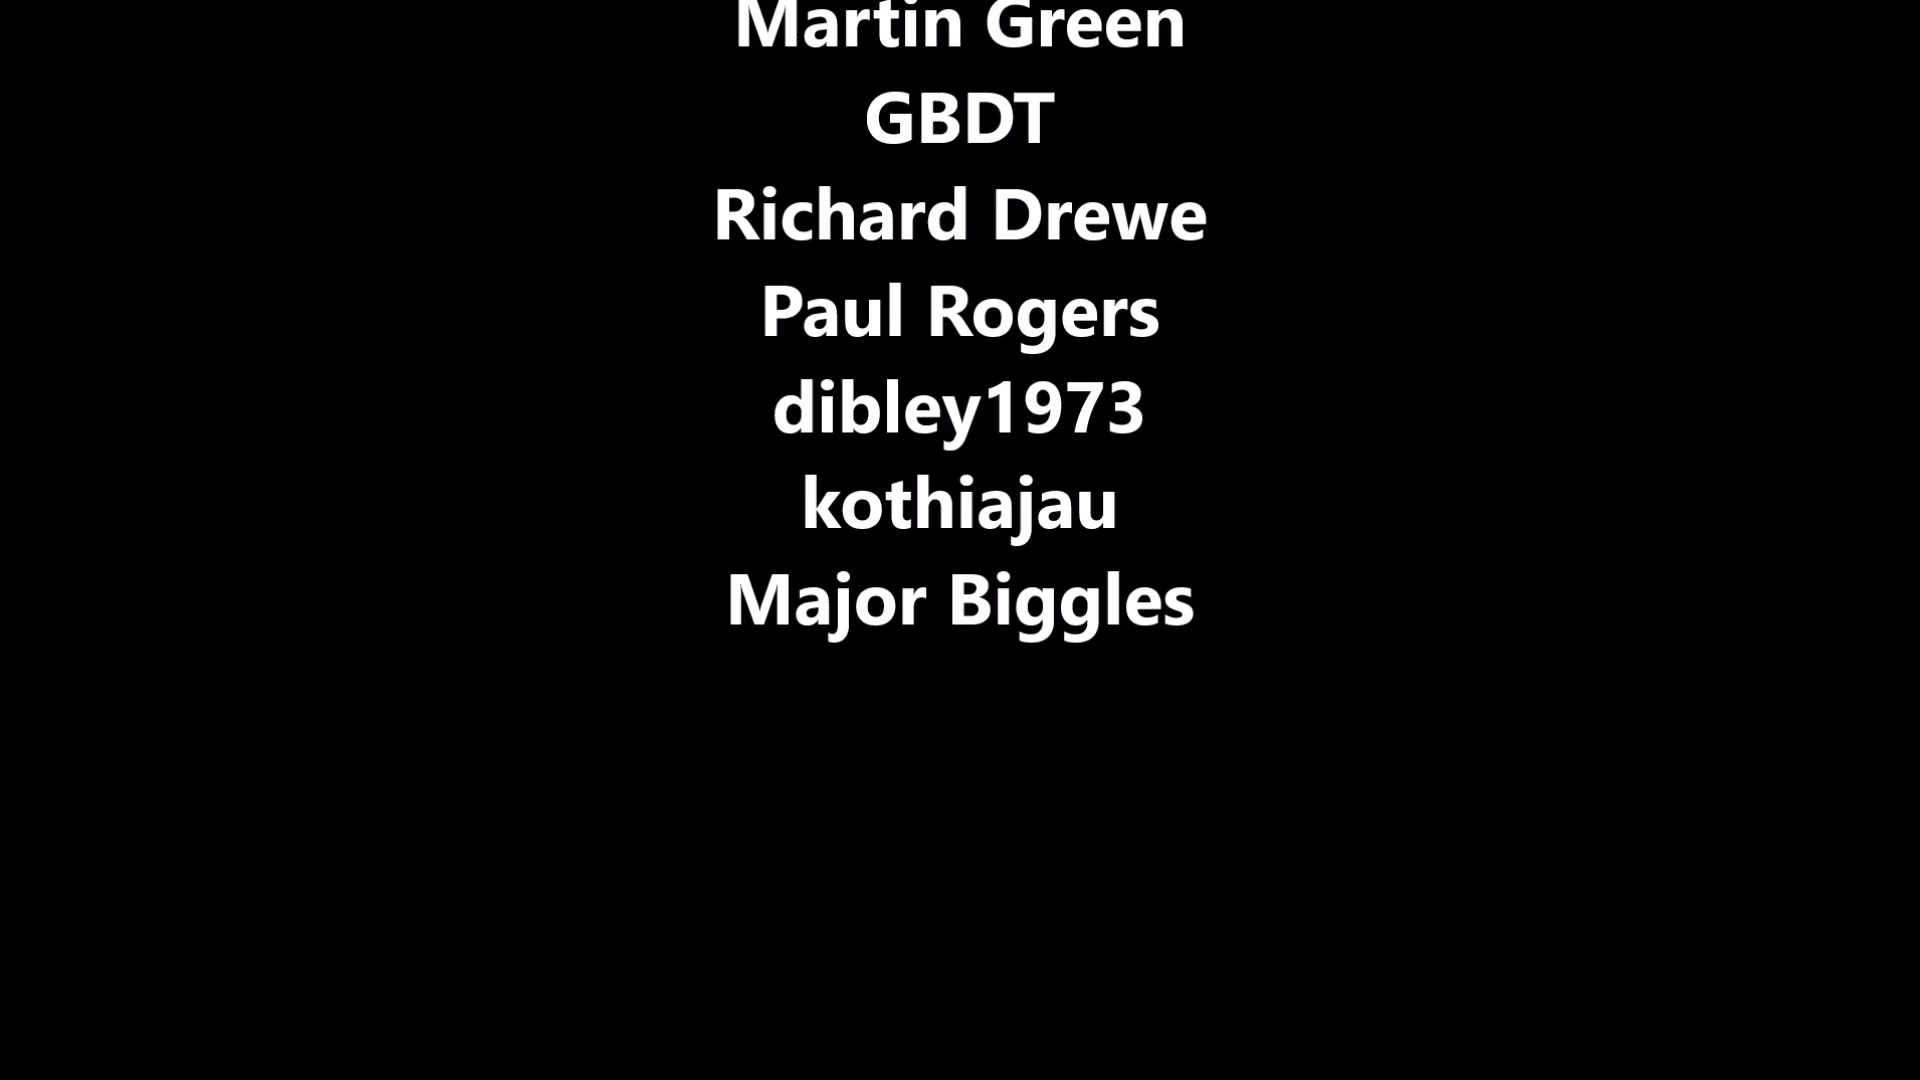 Martin Green
GBDT
Richard Drewe
Paul Rogers
dibley1973
kothiajau
Major Biggles